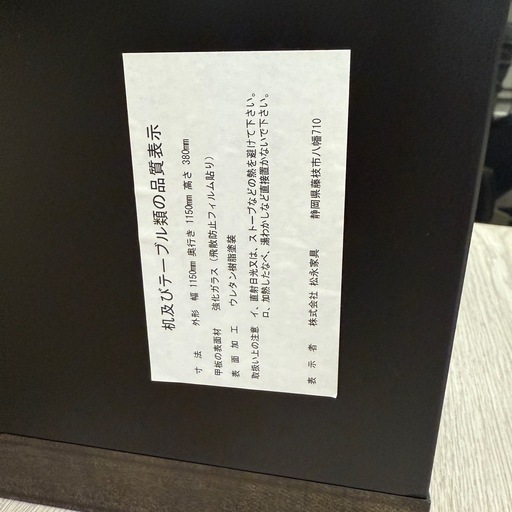 机及びテーブル類の品質表示
寸法 外形 幅 1150mm 奥行き 1150mm 高さ 380mm
甲板の表面材 強化ガラス（飛散防止フィルム貼り）
表面加工 ウレタン樹脂塗装
取扱い上の注意 イ、直射日光又は、ストーブなどの熱を避けて下さい。
ロ、加熱したなべ、湯わかしなど直接置かないで下さい。
表示者 株式会社 松永家具 静岡県藤枝市八幡710